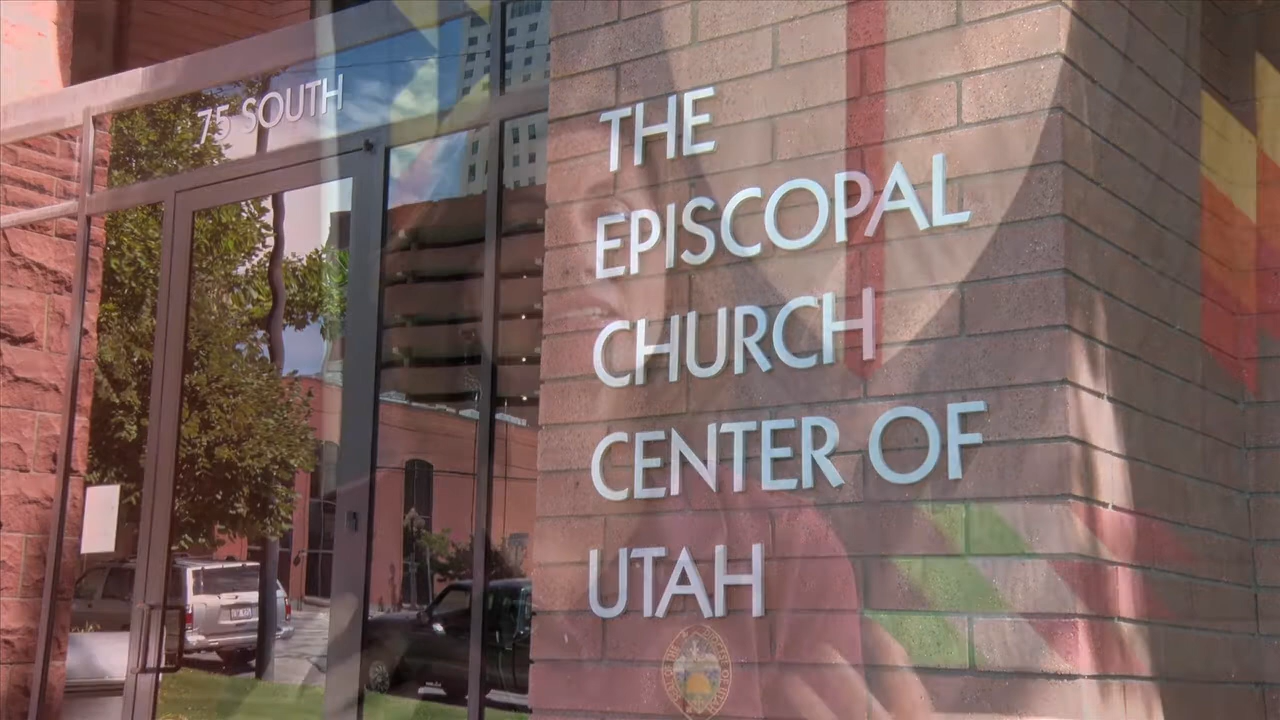 75 SOUTH
THE
EPISCOPAL
CHURCH
CENTER OF
UTAH